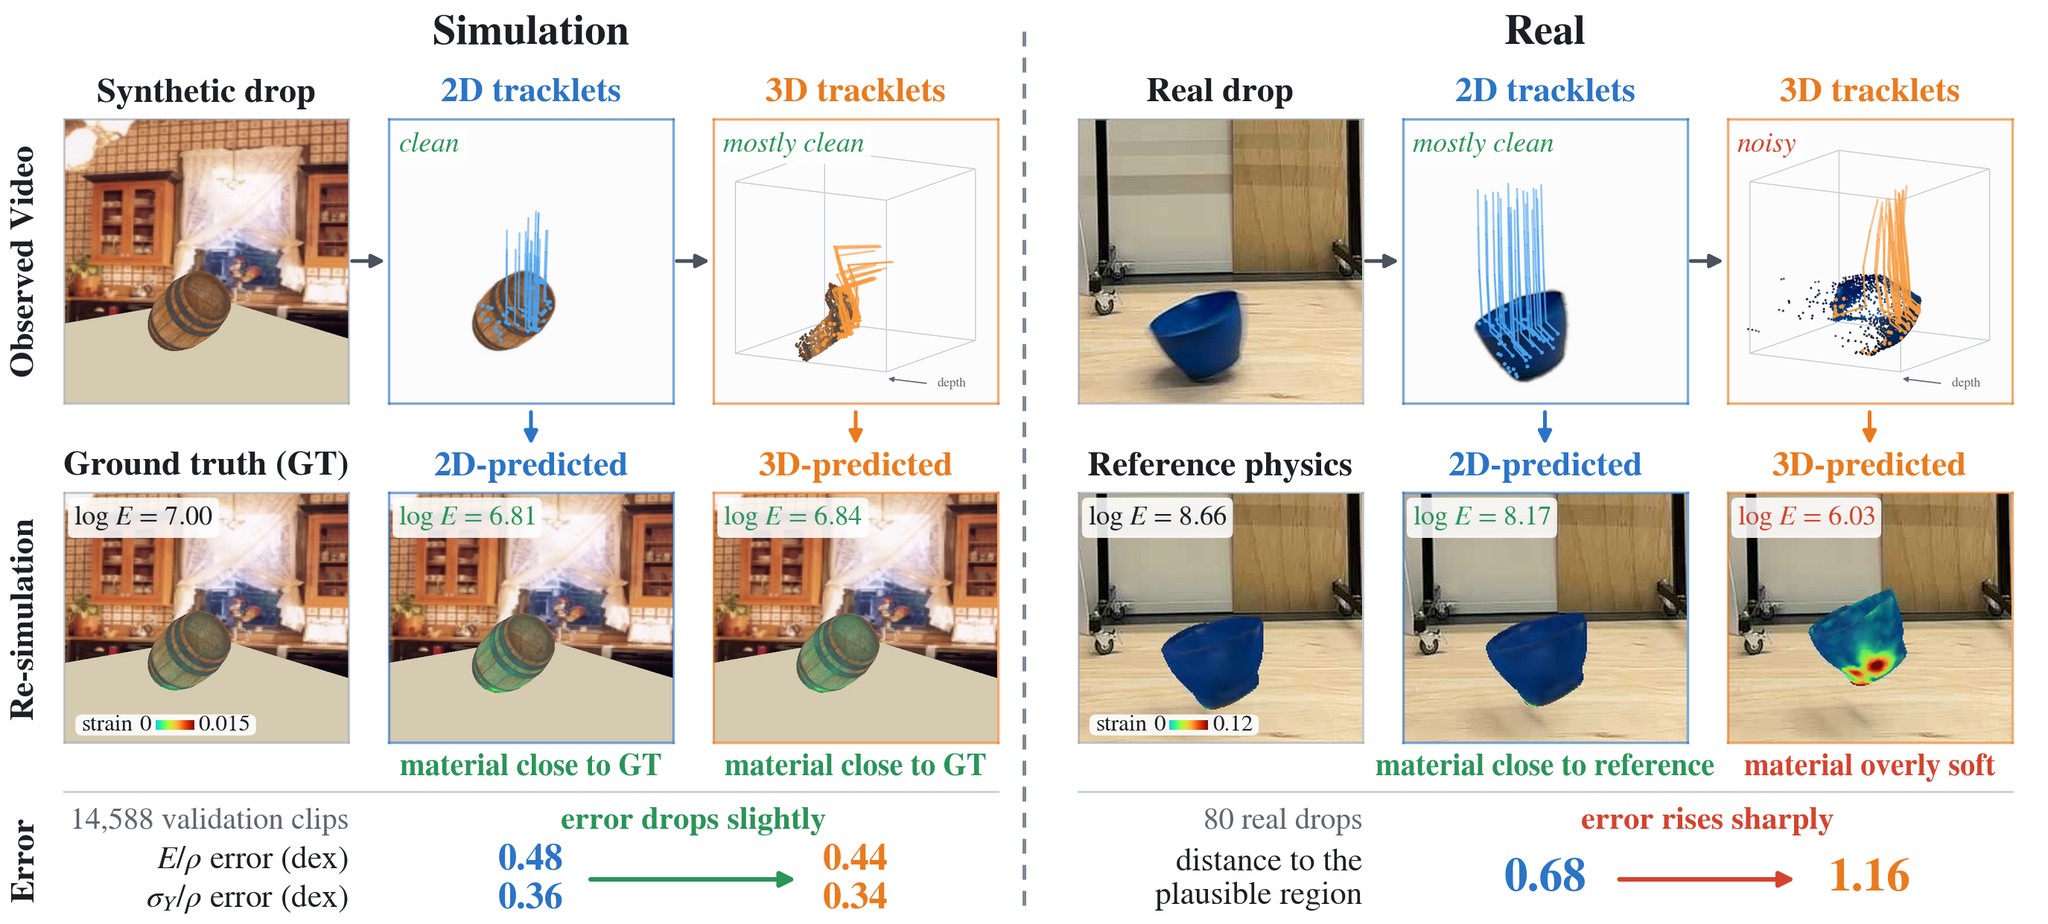 Simulation
Real
Synthetic drop
2D tracklets
3D tracklets
Real drop
2D tracklets
3D tracklets
Observed Video
clean
mostly clean
mostly clean
noisy
depth
depth
Ground truth (GT)
2D-predicted
3D-predicted
Reference physics
2D-predicted
3D-predicted
Re-simulation
log E = 7.00
log E = 6.81
log E = 6.84
log E = 8.66
log E = 8.17
log E = 6.03
strain 0 0.015
strain 0 0.12
material close to GT
material close to GT
material close to reference
material overly soft
Error
14,588 validation clips
error drops slightly
E/ρ error (dex)
0.48
0.44
σY/ρ error (dex)
0.36
0.34
80 real drops
error rises sharply
distance to the
plausible region
0.68
1.16